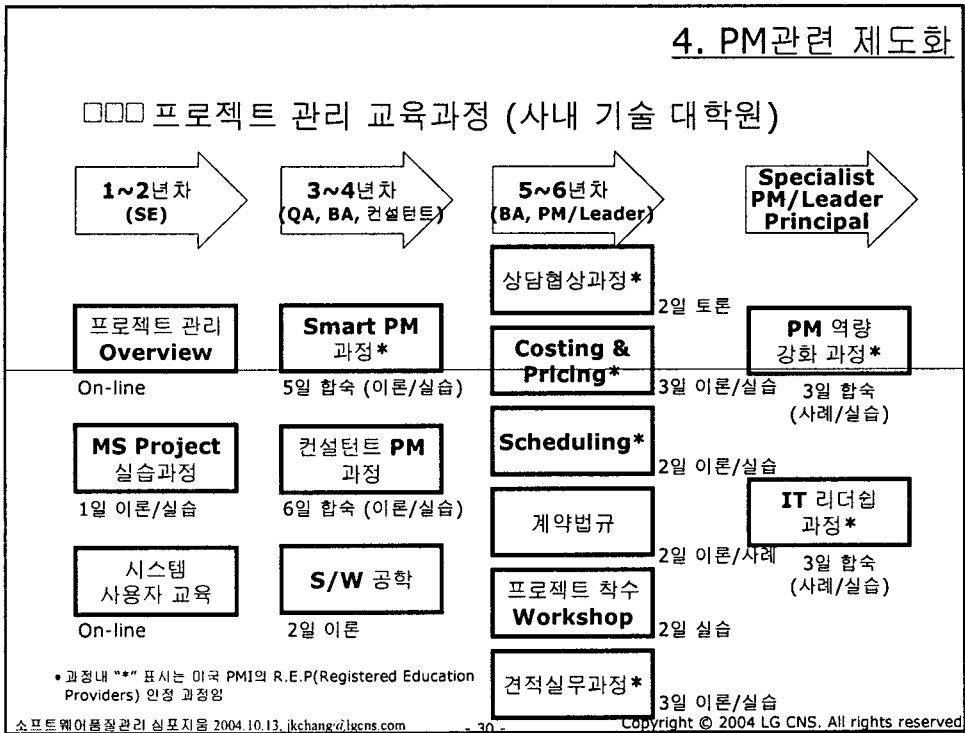 4. PM관련 제도화
□□□ 프로젝트 관리 교육과정 (사내 기술 대학원)
1~2년차
(SE)
3~4년차
(QA, BA, 컨설턴트)
5~6년차
(BA, PM/Leader)
Specialist
PM/Leader
Principal
프로젝트 관리
Overview
On-line
MS Project
실습과정
1일 이론/실습
시스템
사용자 교육
On-line
Smart PM
과정*
5일 합숙 (이론/실습)
컨설턴트 PM
과정
6일 합숙 (이론/실습)
S/W 공학
2일 이론
상담협상과정*
2일 토론
Costing &
Pricing*
3일 이론/실습
Scheduling*
2일 이론/실습
계약법규
2일 이론/사례
프로젝트 착수
Workshop
2일 실습
견적실무과정*
3일 이론/실습
PM 역량
강화 과정*
3일 합숙
(사례/실습)
IT 리더쉽
과정*
3일 합숙
(사례/실습)
• 과정내 "*" 표시는 미국 PMI의 R.E.P(Registered Education
Providers) 인정 과정임
소프트웨어품질관리 심포지움 2004.10.13, jkchang@lgcns.com
- 30 -
Copyright © 2004 LG CNS. All rights reserved